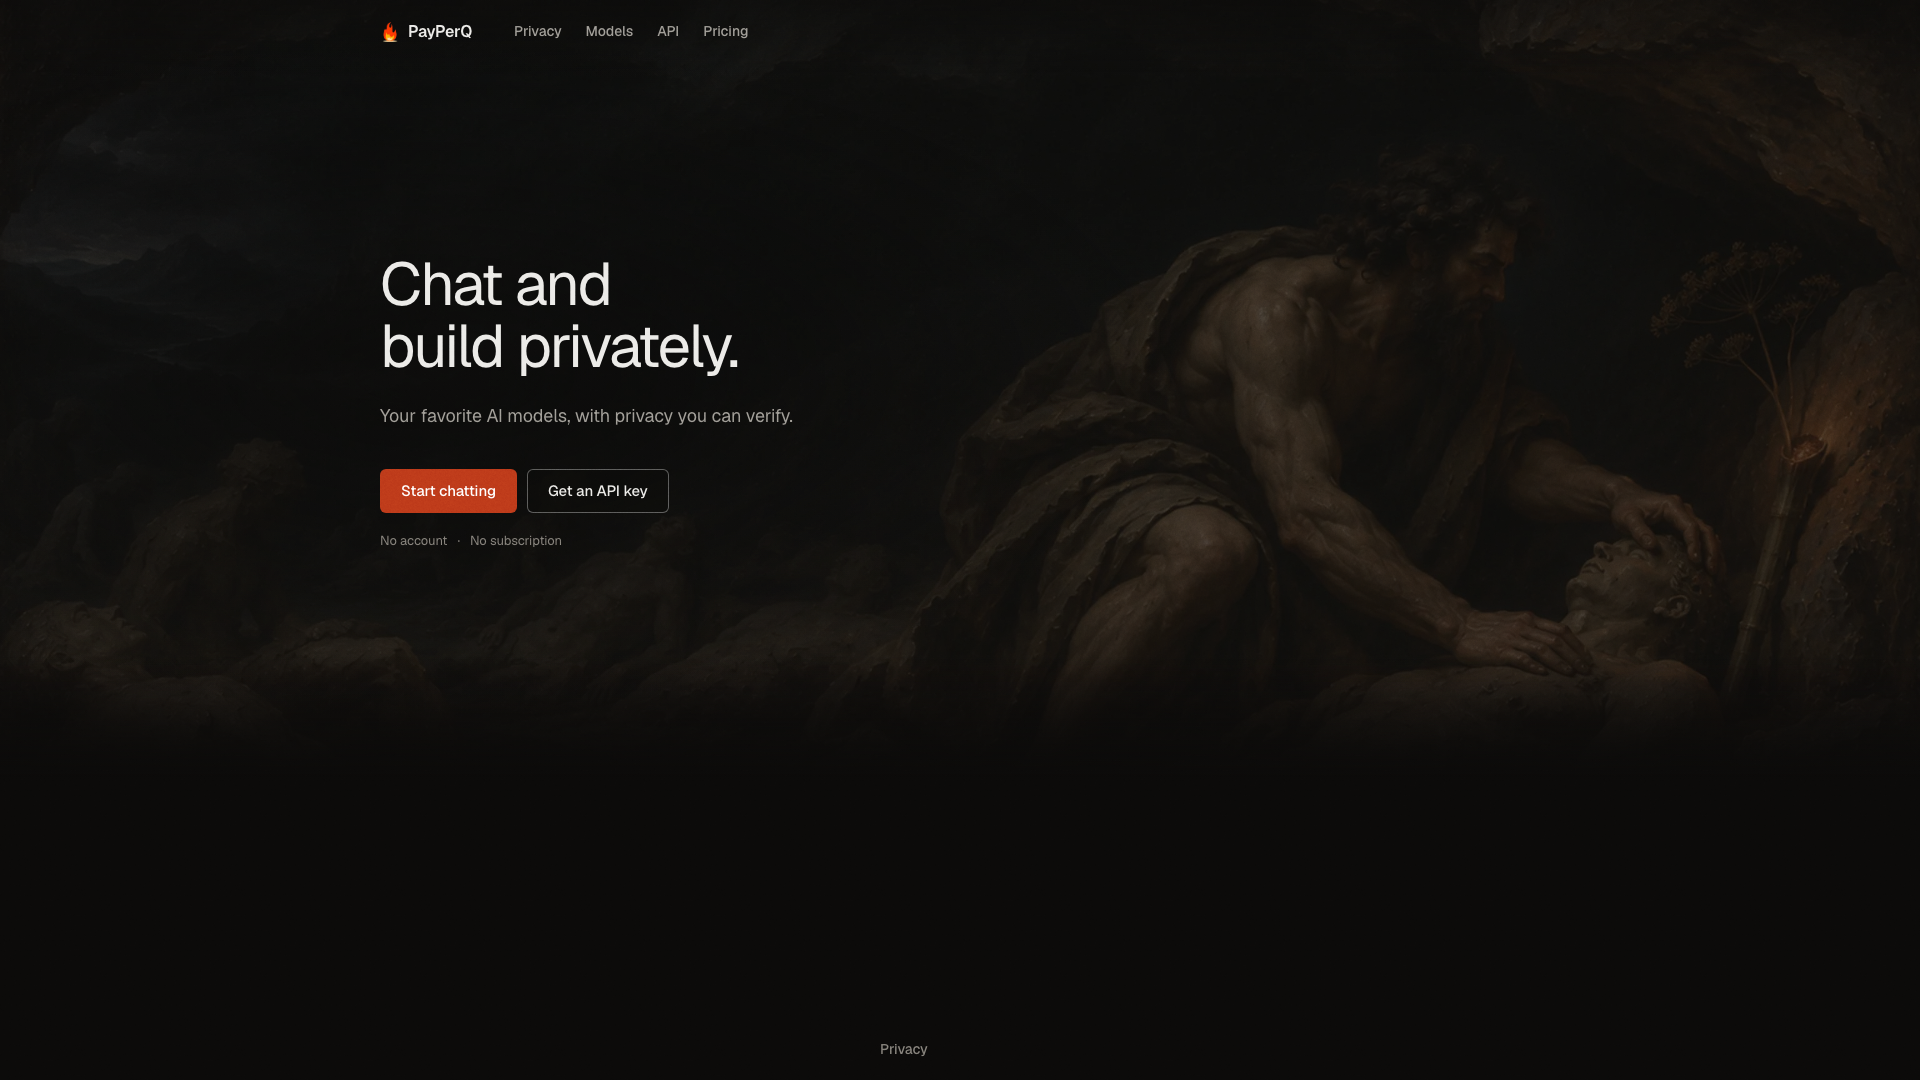 PayPerQ
Privacy
Models
API
Pricing
Chat and
build privately.
Your favorite AI models, with privacy you can verify.
Start chatting
Get an API key
No account · No subscription
Privacy